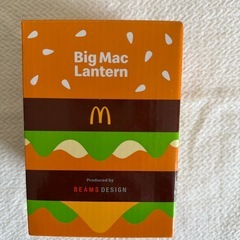 Big Mac
Lantern
Produced by
BEAMS DESIGN